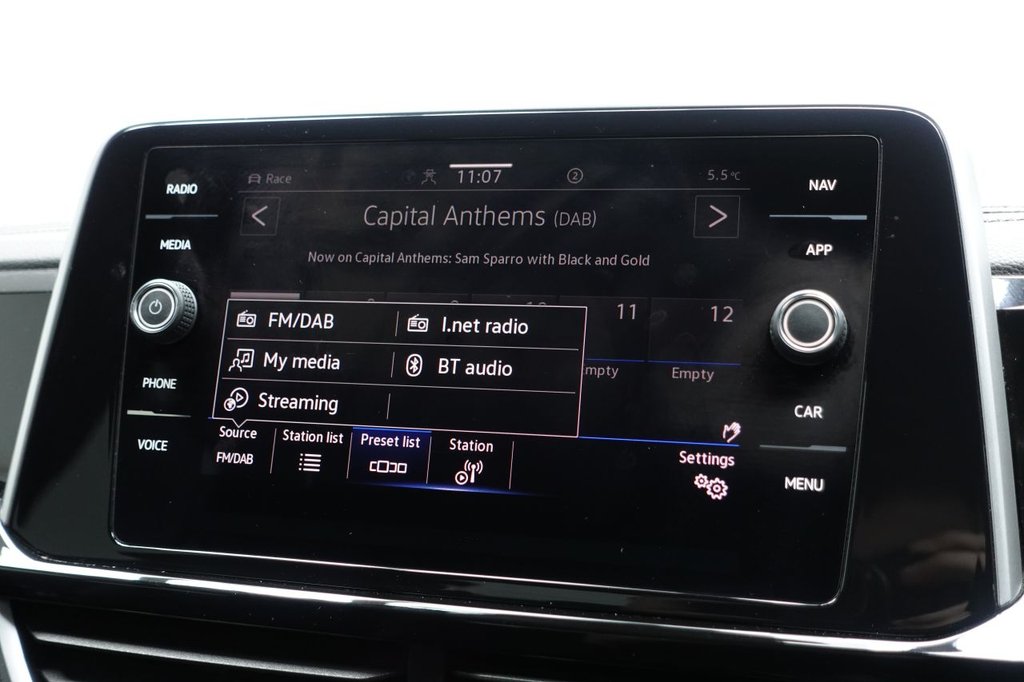 RADIO
MEDIA
PHONE
VOICE
Race
11:07
2
5.5°C
< Capital Anthems (DAB) >
Now on Capital Anthems: Sam Sparro with Black and Gold
11
12
Empty
FM/DAB
I.net radio
My media
BT audio
Streaming
Source
FM/DAB
Station list
Preset list
Station
Settings
NAV
APP
CAR
MENU